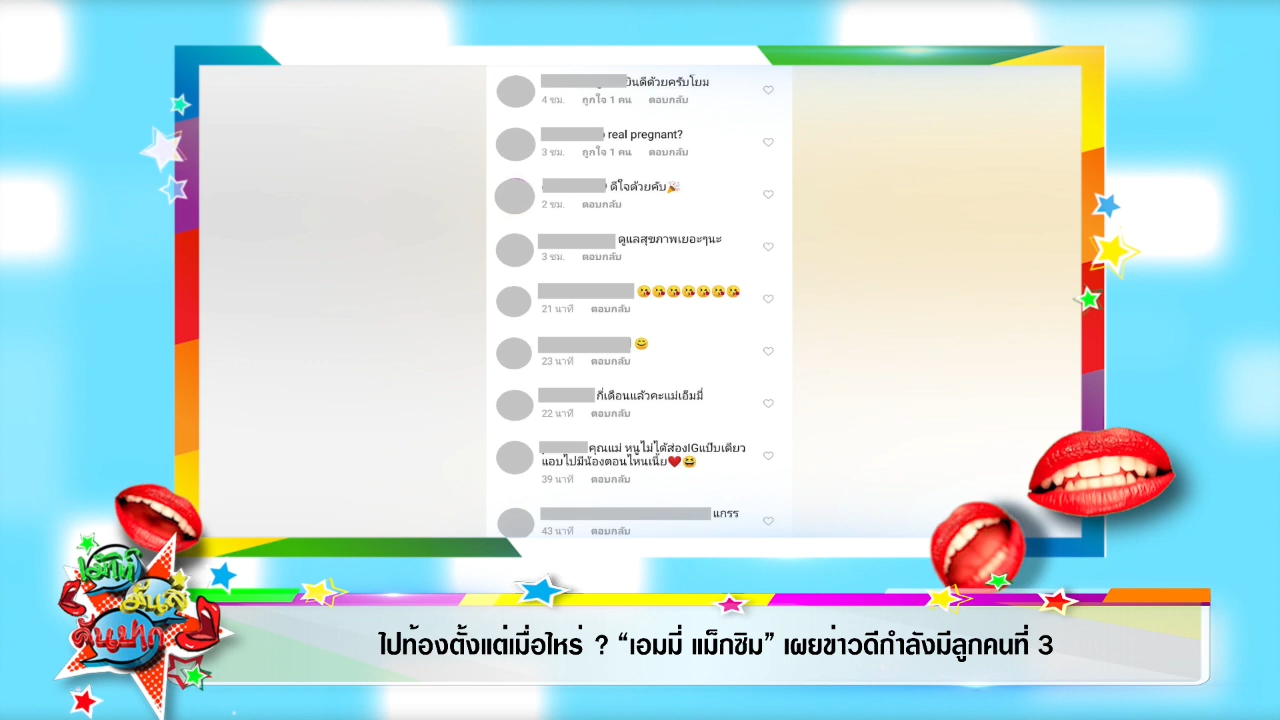 ยินดีด้วยครับโยม
4 ชม. ถูกใจ 1 คน ตอบกลับ
real pregnant?
3 ชม. ถูกใจ 1 คน ตอบกลับ
ดีใจด้วยคับ🎉
2 ชม. ตอบกลับ
ดูแลสุขภาพเยอะๆนะ
3 ชม. ตอบกลับ
😘😘😘😘😘😘😘
21 นาที ตอบกลับ
😊
23 นาที ตอบกลับ
กี่เดือนแล้วคะแม่เอ็มมี่
22 นาที ตอบกลับ
คุณแม่ หนูไม่ได้ส่องIGแป๊บเดียว
แอบไปมีน้องตอนไหนเนี้ย❤️😆
39 นาที ตอบกลับ
แกรร
43 นาที ตอบกลับ
เม้าท์
มันส์
คันปาก
ไปท้องตั้งแต่เมื่อไหร่ ? “เอมมี่ แม็กซิม” เผยข่าวดีกำลังมีลูกคนที่ 3